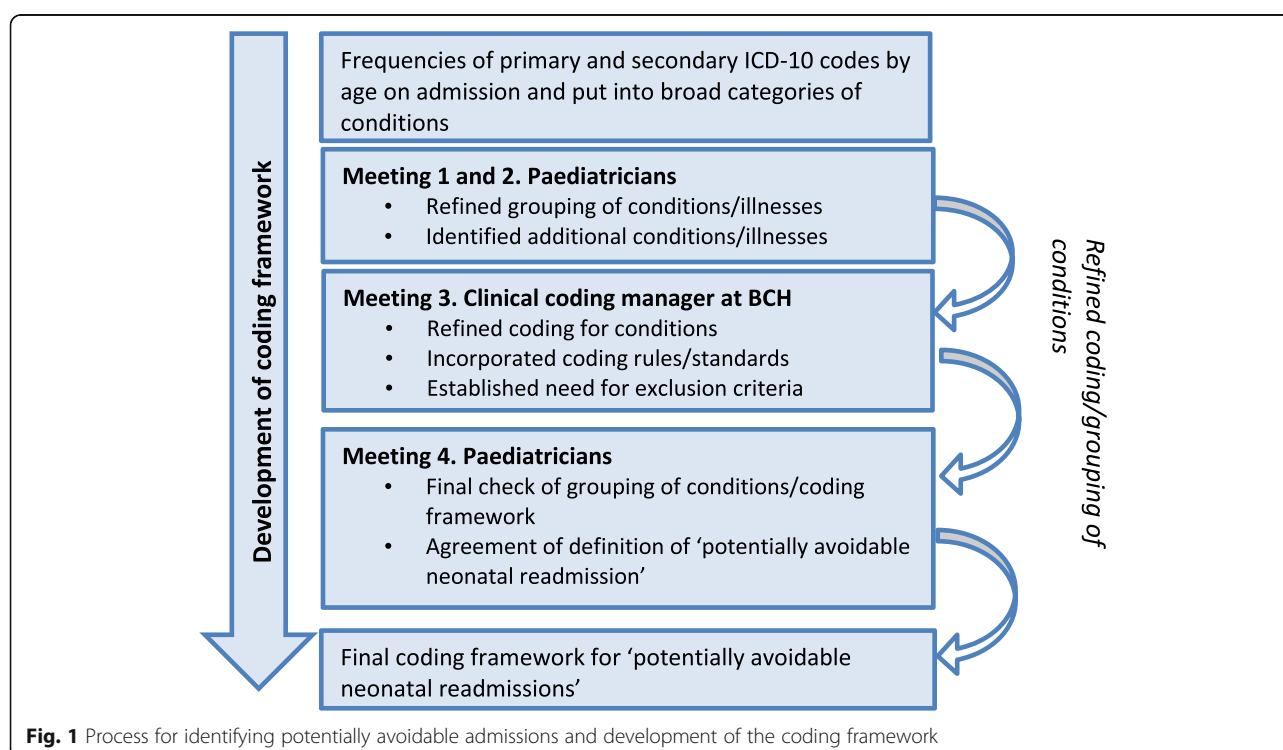 Frequencies of primary and secondary ICD-10 codes by
age on admission and put into broad categories of
conditions
Development of coding framework
Meeting 1 and 2. Paediatricians
• Refined grouping of conditions/illnesses
• Identified additional conditions/illnesses
Meeting 3. Clinical coding manager at BCH
• Refined coding for conditions
• Incorporated coding rules/standards
• Established need for exclusion criteria
Refined coding/grouping of
conditions
Meeting 4. Paediatricians
• Final check of grouping of conditions/coding
framework
• Agreement of definition of ‘potentially avoidable
neonatal readmission’
Final coding framework for ‘potentially avoidable
neonatal readmissions’
Fig. 1 Process for identifying potentially avoidable admissions and development of the coding framework